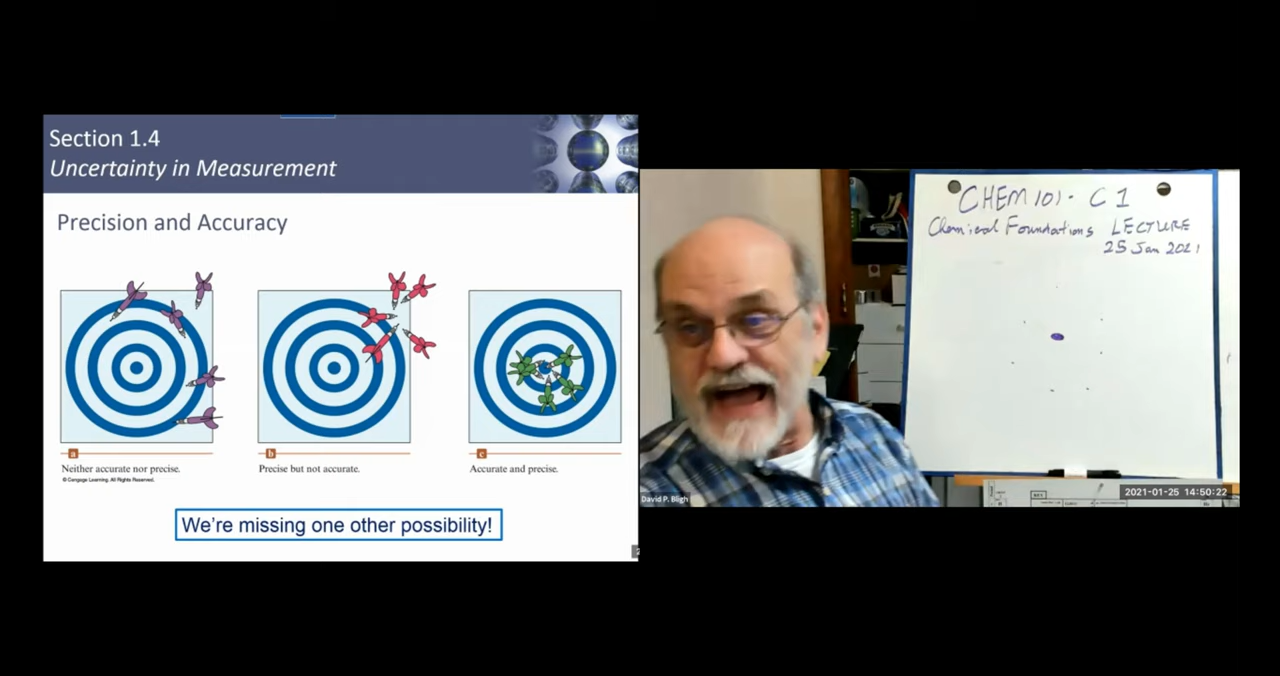 Section 1.4
Uncertainty in Measurement
Precision and Accuracy
a
Neither accurate nor precise.
© Cengage Learning. All Rights Reserved.
b
Precise but not accurate.
c
Accurate and precise.
We're missing one other possibility!
2
CHEM 101 - C1
Chemical Foundations LECTURE
25 Jan 2021
David P. Bligh
2021-01-25 14:50:22